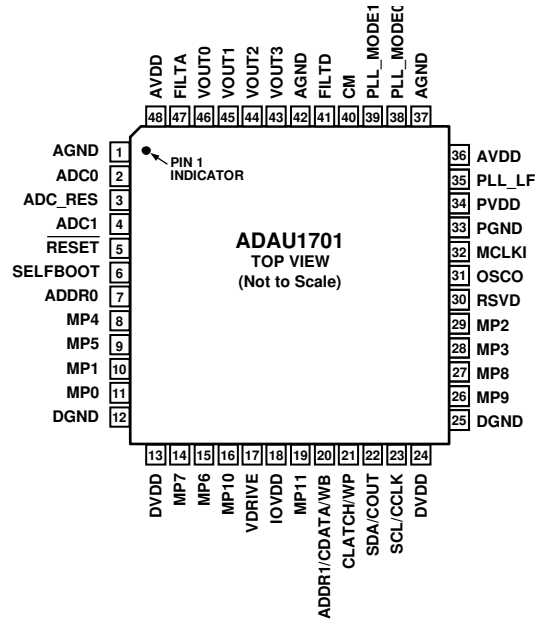 AVDD
FILTA
VOUT0
VOUT1
VOUT2
VOUT3
AGND
FILTD
CM
PLL_MODE1
PLL_MODE0
AGND
48
47
46
45
44
43
42
41
40
39
38
37
AGND 1
ADC0 2
ADC_RES 3
ADC1 4
RESET 5
SELFBOOT 6
ADDR0 7
MP4 8
MP5 9
MP1 10
MP0 11
DGND 12
PIN 1
INDICATOR
ADAU1701
TOP VIEW
(Not to Scale)
36 AVDD
35 PLL_LF
34 PVDD
33 PGND
32 MCLKI
31 OSCO
30 RSVD
29 MP2
28 MP3
27 MP8
26 MP9
25 DGND
13
14
15
16
17
18
19
20
21
22
23
24
DVDD
MP7
MP6
MP10
VDRIVE
IOVDD
MP11
ADDR1/CDATA/WB
CLATCH/WP
SDA/COUT
SCL/CCLK
DVDD